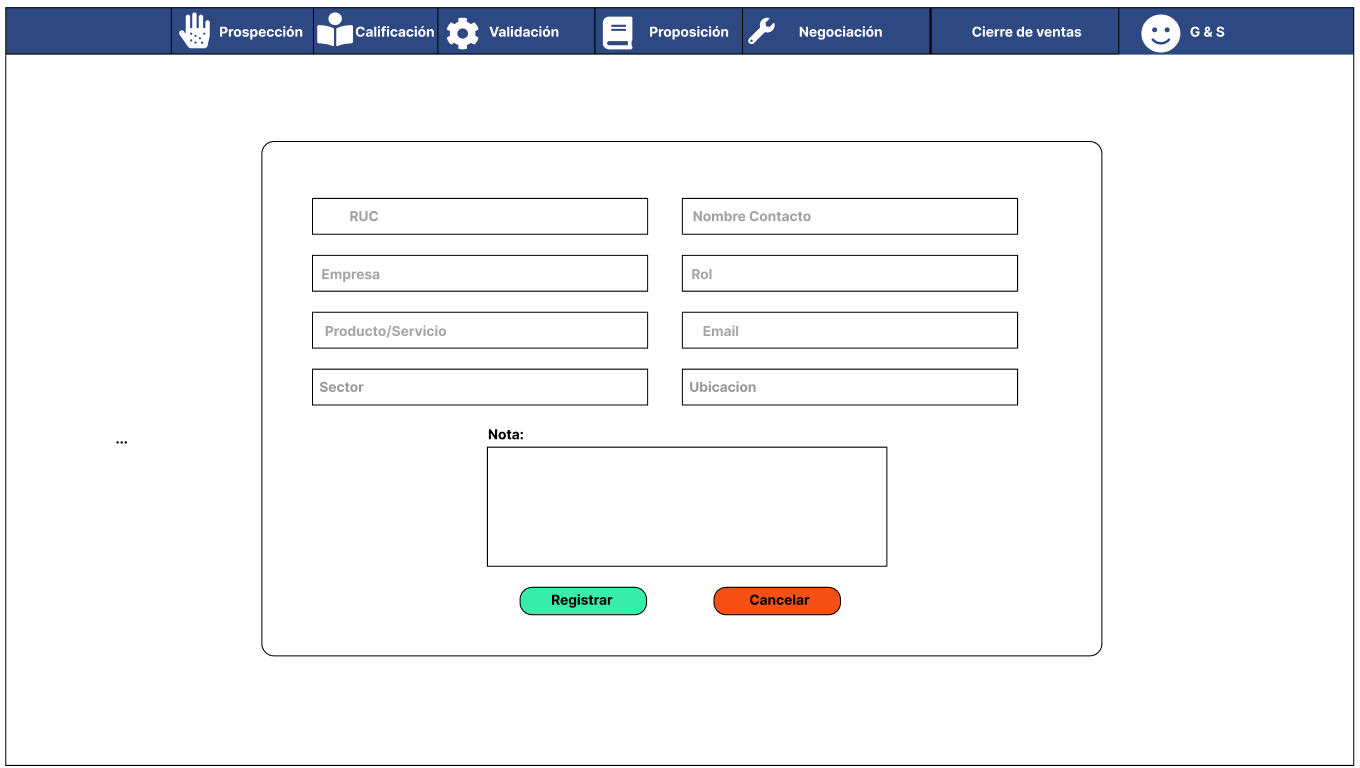 Prospección
Calificación
Validación
Proposición
Negociación
Cierre de ventas
G & S
RUC
Nombre Contacto
Empresa
Rol
Producto/Servicio
Email
Sector
Ubicacion
...
Nota:
Registrar
Cancelar